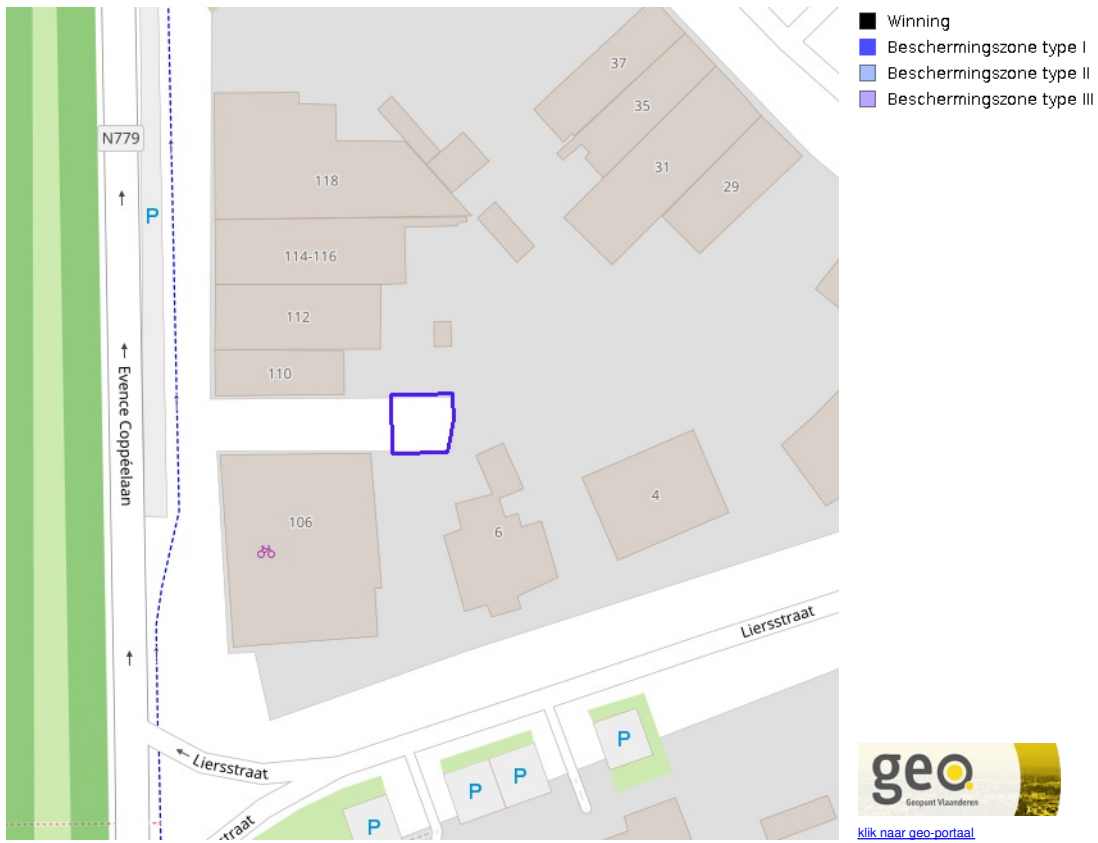 37
35
31
29
N779
118
P
114-116
112
110
Evence Coppéelaan
106
6
4
Liersstraat
Liersstraat
P
P
P
P
straat
Winning
Beschermingszone type I
Beschermingszone type II
Beschermingszone type III
geo
Geopunt Vlaanderen
klik naar geo-portaal